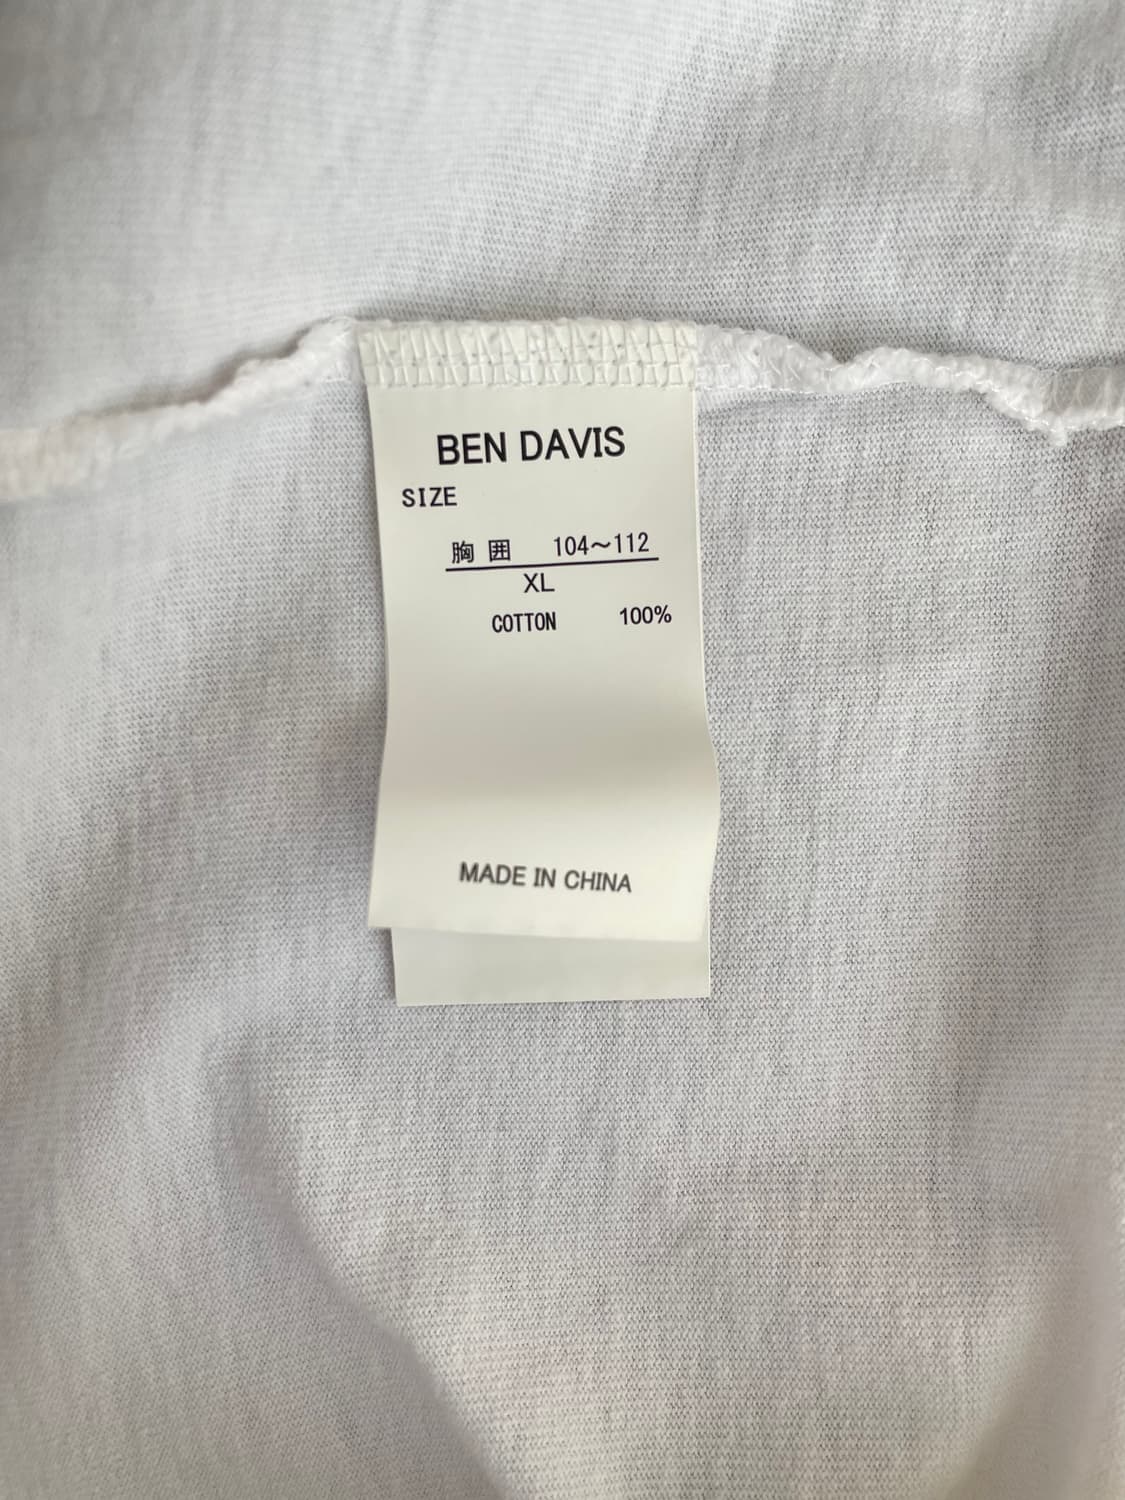 BEN DAVIS
SIZE
胸 囲 104～112
XL
COTTON 100%
MADE IN CHINA